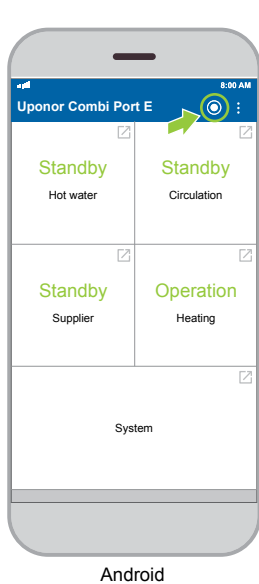 8:00 AM
Uponor Combi Port E
Standby
Hot water
Standby
Circulation
Standby
Supplier
Operation
Heating
System
Android